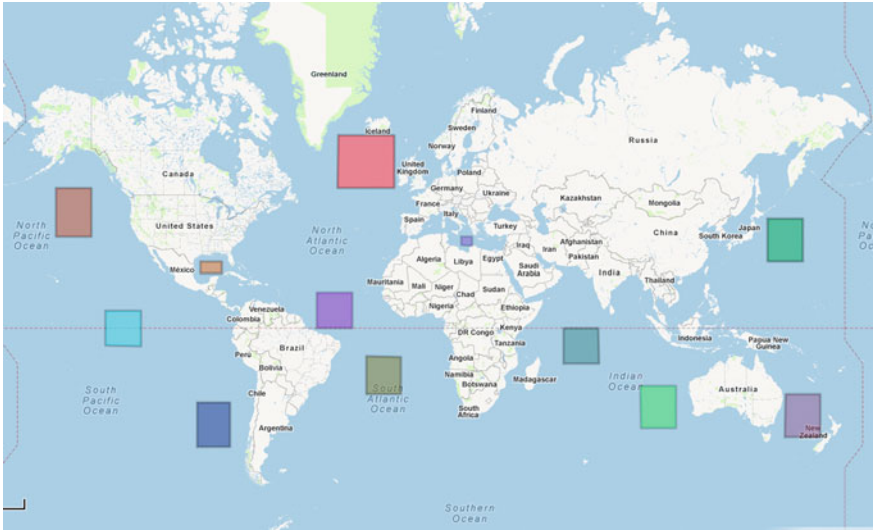 Greenland
Iceland
Finland
Sweden
Norway
Russia
United
Kingdom
Poland
Canada
Germany
Ukraine
Kazakhstan
Mongolia
France
Italy
Spain
Turkey
North
Pacific
Ocean
United States
North
Atlantic
Ocean
China
Japan
South Korea
Iraq
Iran
Afghanistan
Pakistan
Algeria
Libya
Egypt
Saudi
Arabia
India
México
Mauritania
Mali
Niger
Chad
Sudan
Thailand
Venezuela
Colombia
Nigeria
Ethiopia
DR Congo
Kenya
Tanzania
Indonesia
Papua New
Guinea
Brazil
Peru
Bolivia
Angola
Namibia
Botswana
Madagascar
South
Pacific
Ocean
Chile
Argentina
South
Atlantic
Ocean
South
Africa
Indian
Ocean
Australia
New
Zealand
Southern
Ocean